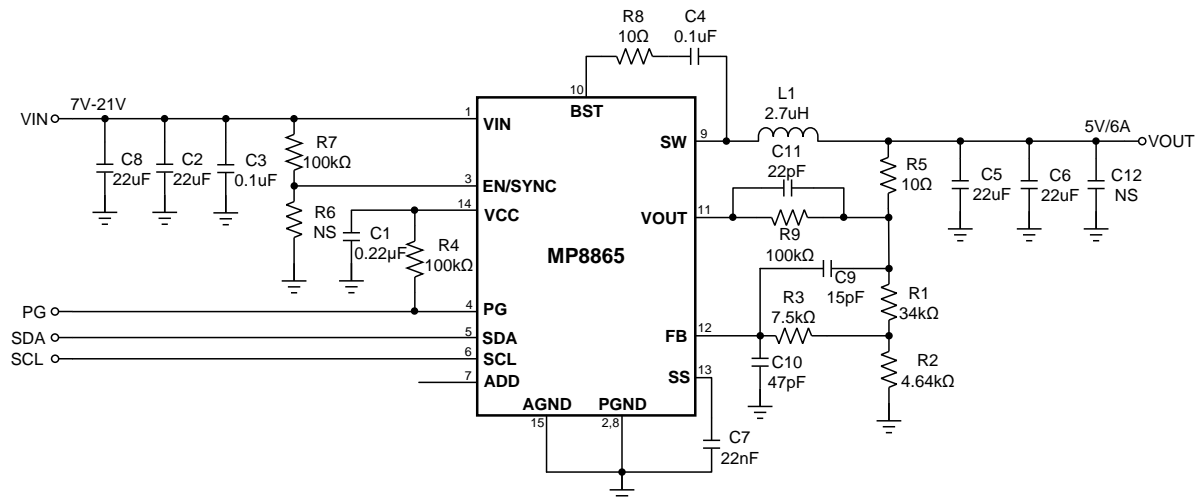 R8
10Ω
C4
0.1uF
10
BST
L1
2.7uH
VIN
7V-21V
1
VIN
SW
9
5V/6A
VOUT
C8
22uF
C2
22uF
C3
0.1uF
R7
100kΩ
C11
22pF
R5
10Ω
C5
22uF
C6
22uF
C12
NS
3
EN/SYNC
14
VCC
R6
NS
C1
0.22µF
R4
100kΩ
VOUT
11
R9
100kΩ
MP8865
C9
15pF
R1
34kΩ
R3
7.5kΩ
PG
4
PG
SDA
5
SDA
SCL
6
SCL
7
ADD
FB
12
C10
47pF
R2
4.64kΩ
SS
13
AGND
PGND
15
2,8
C7
22nF